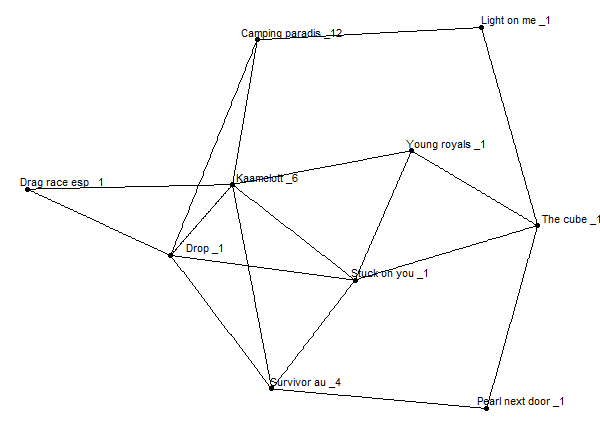 Light on me _1
Camping paradis _12
Young royals _1
Kaamelott _6
Drag race esp _1
The cube _1
Drop _1
Stuck on you _1
Survivor au _4
Pearl next door _1